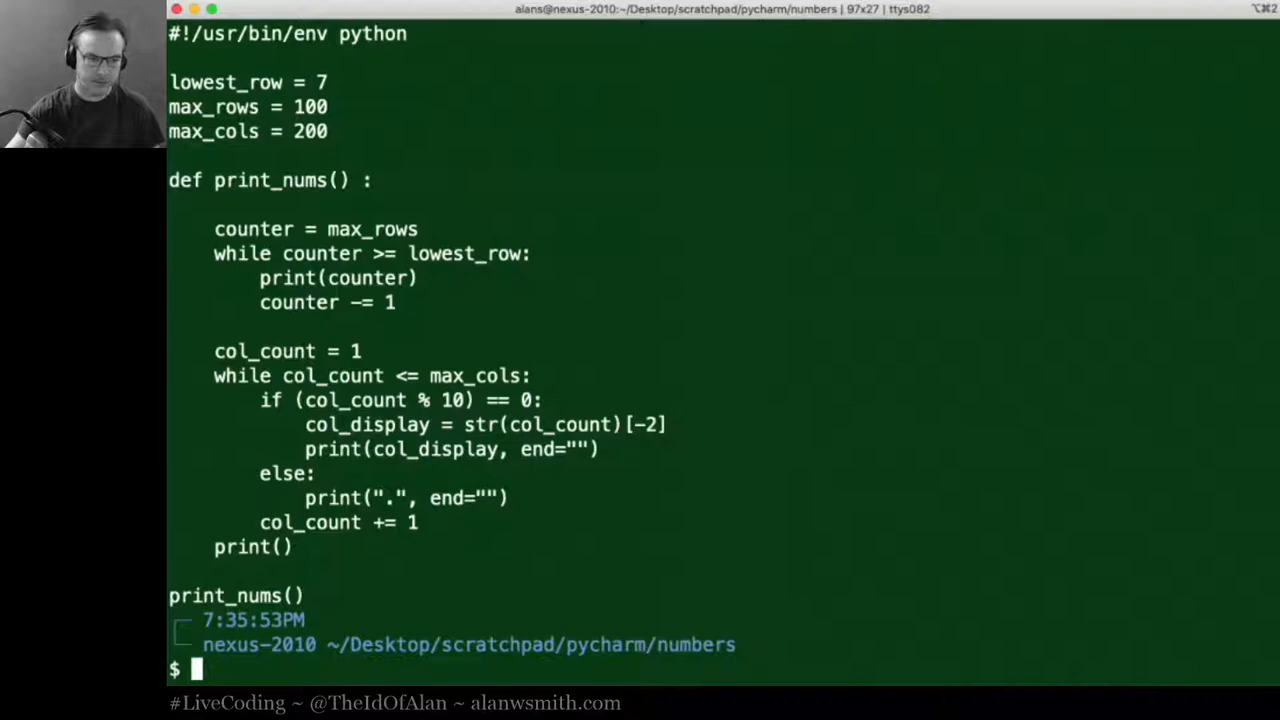 alans@nexus-2010:~/Desktop/scratchpad/pycharm/numbers | 97x27 | ttys082
⌥⌘2
#!/usr/bin/env python
lowest_row = 7
max_rows = 100
max_cols = 200
def print_nums() :
counter = max_rows
while counter >= lowest_row:
print(counter)
counter -= 1
col_count = 1
while col_count <= max_cols:
if (col_count % 10) == 0:
col_display = str(col_count)[-2]
print(col_display, end="")
else:
print(".", end="")
col_count += 1
print()
print_nums()
7:35:53PM
nexus-2010 ~/Desktop/scratchpad/pycharm/numbers
$
#LiveCoding ~ @TheIdOfAlan ~ alanwsmith.com